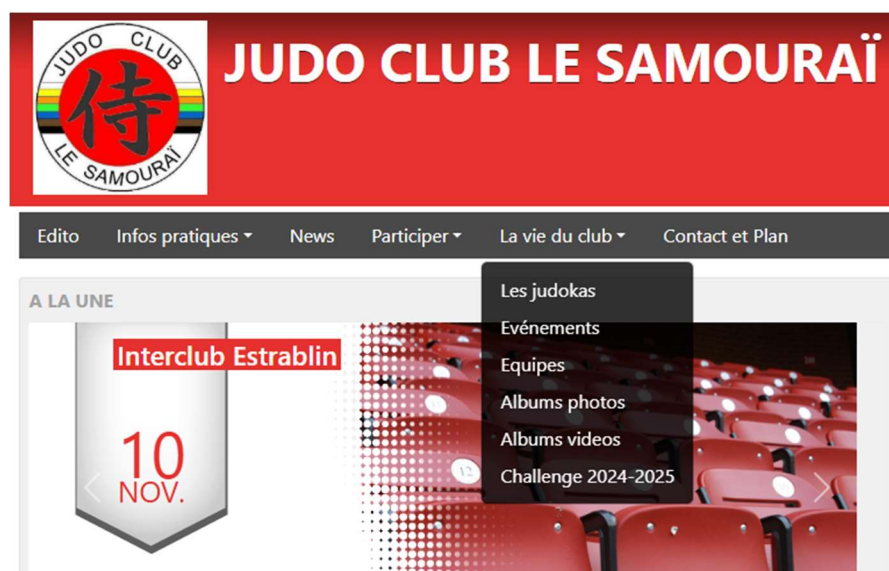 JUDO CLUB
侍
LE SAMOURAÏ
JUDO CLUB LE SAMOURAÏ
Edito
Infos pratiques
News
Participer
La vie du club
Contact et Plan
Les judokas
Evénements
Equipes
Albums photos
Albums videos
Challenge 2024-2025
A LA UNE
Interclub Estrablin
10
NOV.
12